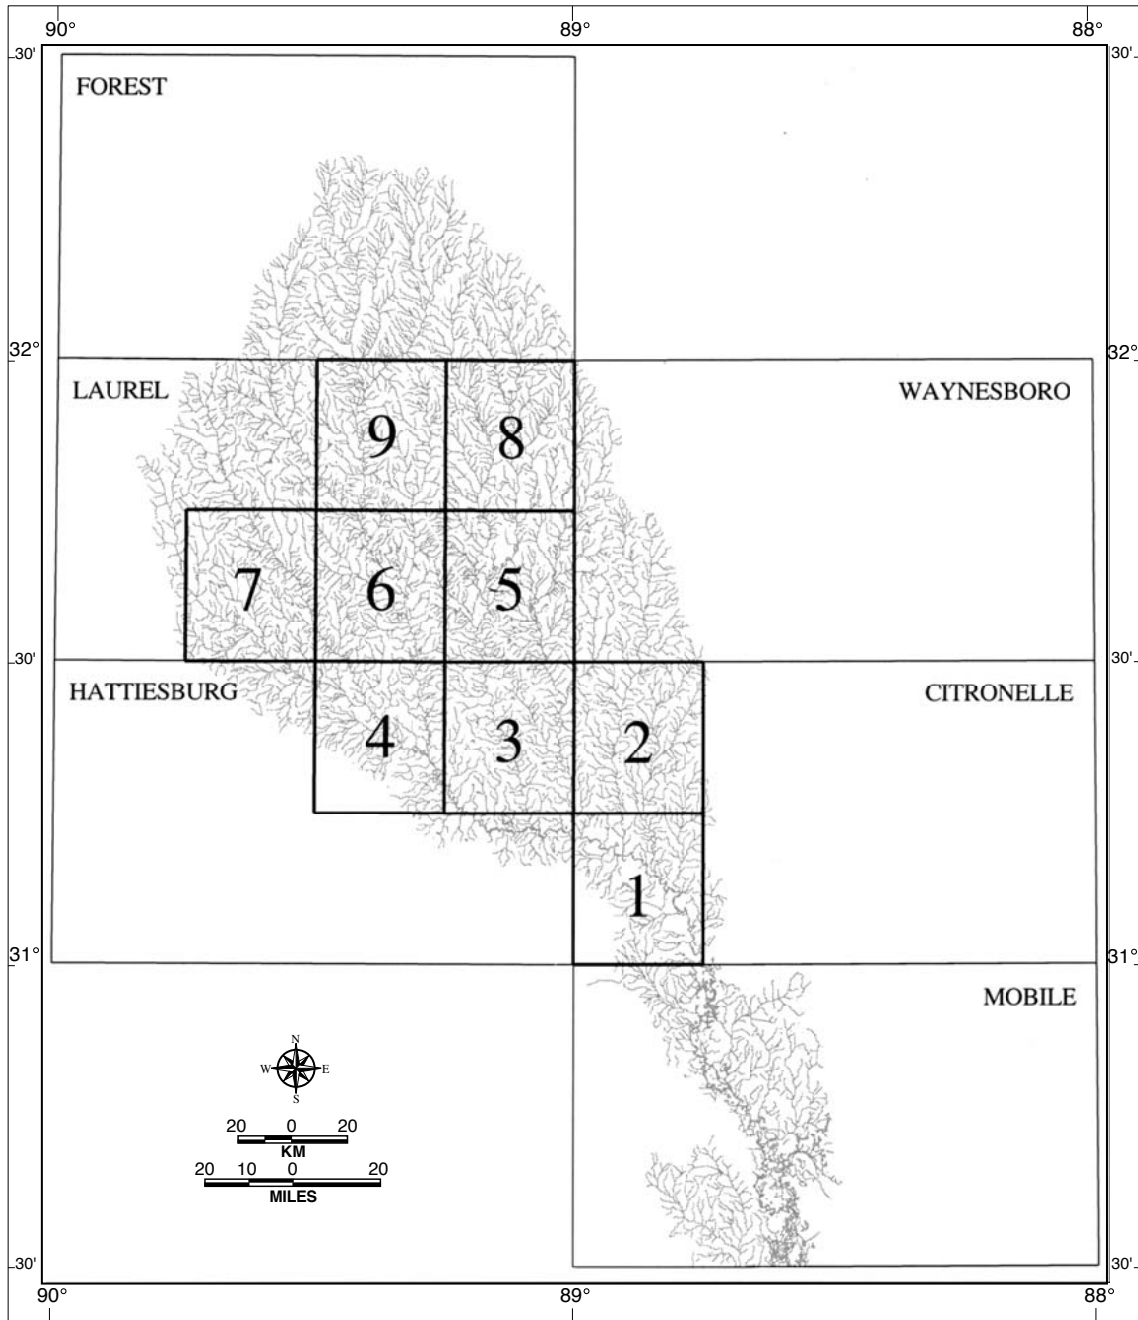 90° 89° 88°
30' 30'
FOREST
32° 32°
LAUREL WAYNESBORO
9 8
7 6 5
30' 30'
HATTIESBURG CITRONELLE
4 3 2
1
31° 31°
MOBILE
N
W E
S
20 0 20
KM
20 10 0 20
MILES
30' 30'
90° 89° 88°